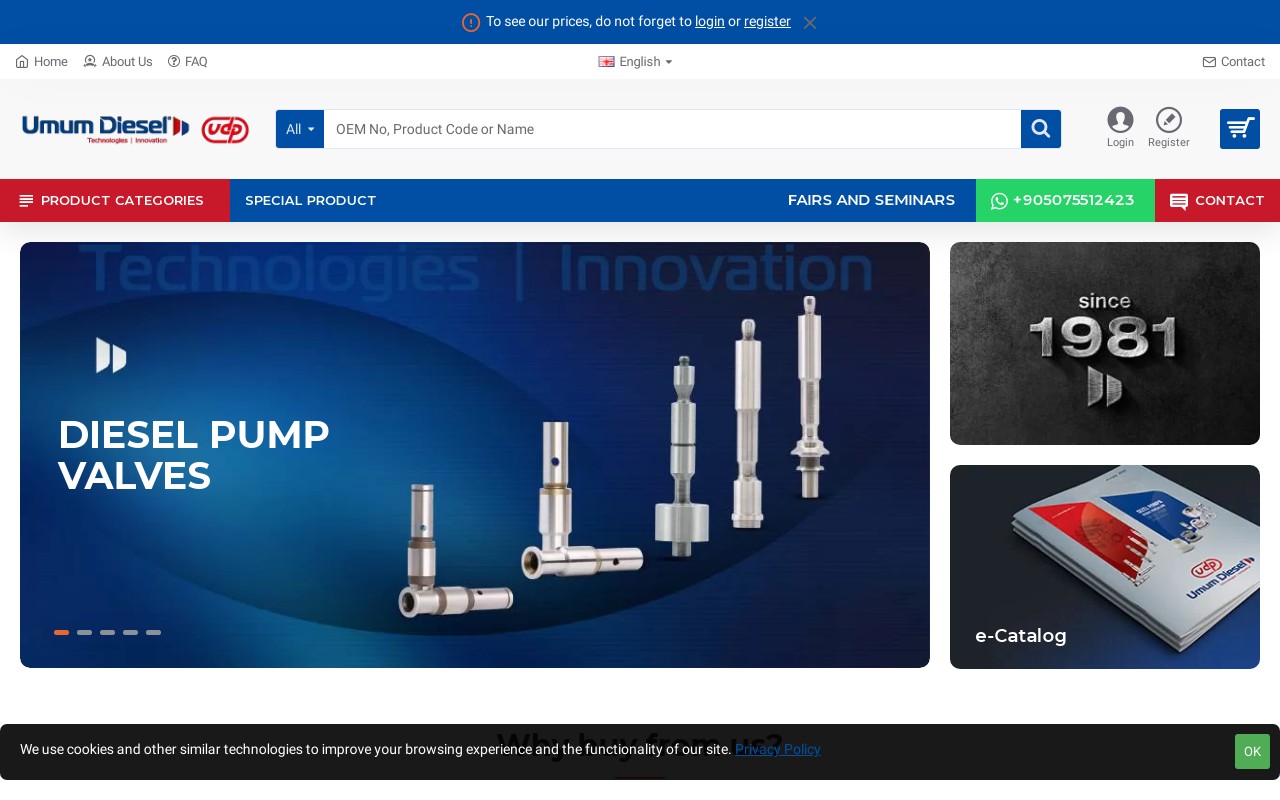 To see our prices, do not forget to login or register
Home
About Us
FAQ
English
Contact
Umum Diesel
Technologies | Innovation
udp
All
OEM No, Product Code or Name
Login
Register
PRODUCT CATEGORIES
SPECIAL PRODUCT
FAIRS AND SEMINARS
+905075512423
CONTACT
Technologies | Innovation
DIESEL PUMP
VALVES
since
1981
udp
Umum Diesel
e-Catalog
Why buy from us?
We use cookies and other similar technologies to improve your browsing experience and the functionality of our site. Privacy Policy
OK